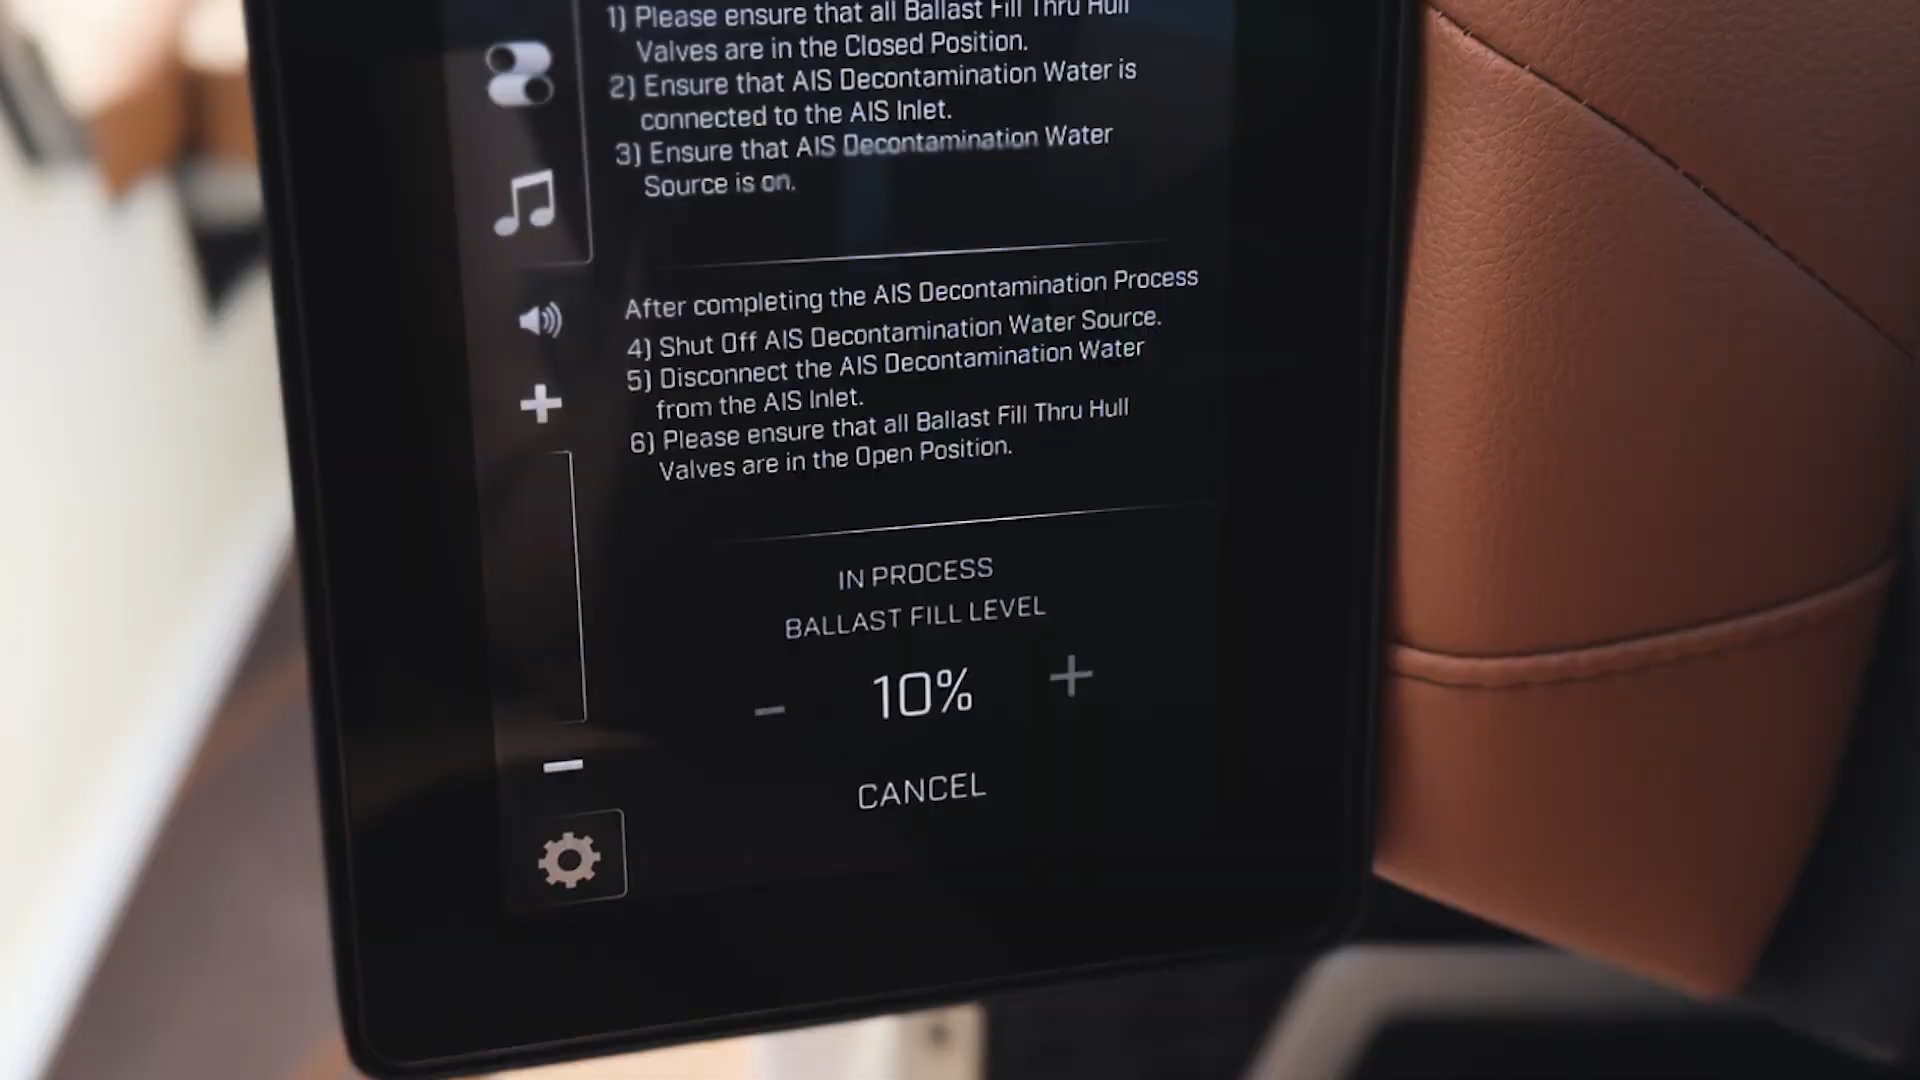 1) Please ensure that all Ballast Fill Thru Hull
Valves are in the Closed Position.
2) Ensure that AIS Decontamination Water is
connected to the AIS Inlet.
3) Ensure that AIS Decontamination Water
Source is on.
After completing the AIS Decontamination Process
4) Shut Off AIS Decontamination Water Source.
5) Disconnect the AIS Decontamination Water
from the AIS Inlet.
6) Please ensure that all Ballast Fill Thru Hull
Valves are in the Open Position.
IN PROCESS
BALLAST FILL LEVEL
- 10% +
CANCEL